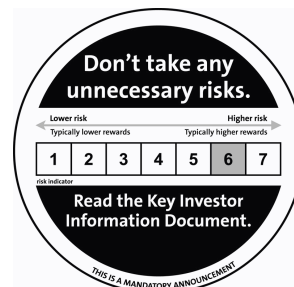 Don't take any
unnecessary risks.
Lower risk Higher risk
Typically lower rewards Typically higher rewards
1 2 3 4 5 6 7
risk indicator
Read the Key Investor
Information Document.
THIS IS A MANDATORY ANNOUNCEMENT